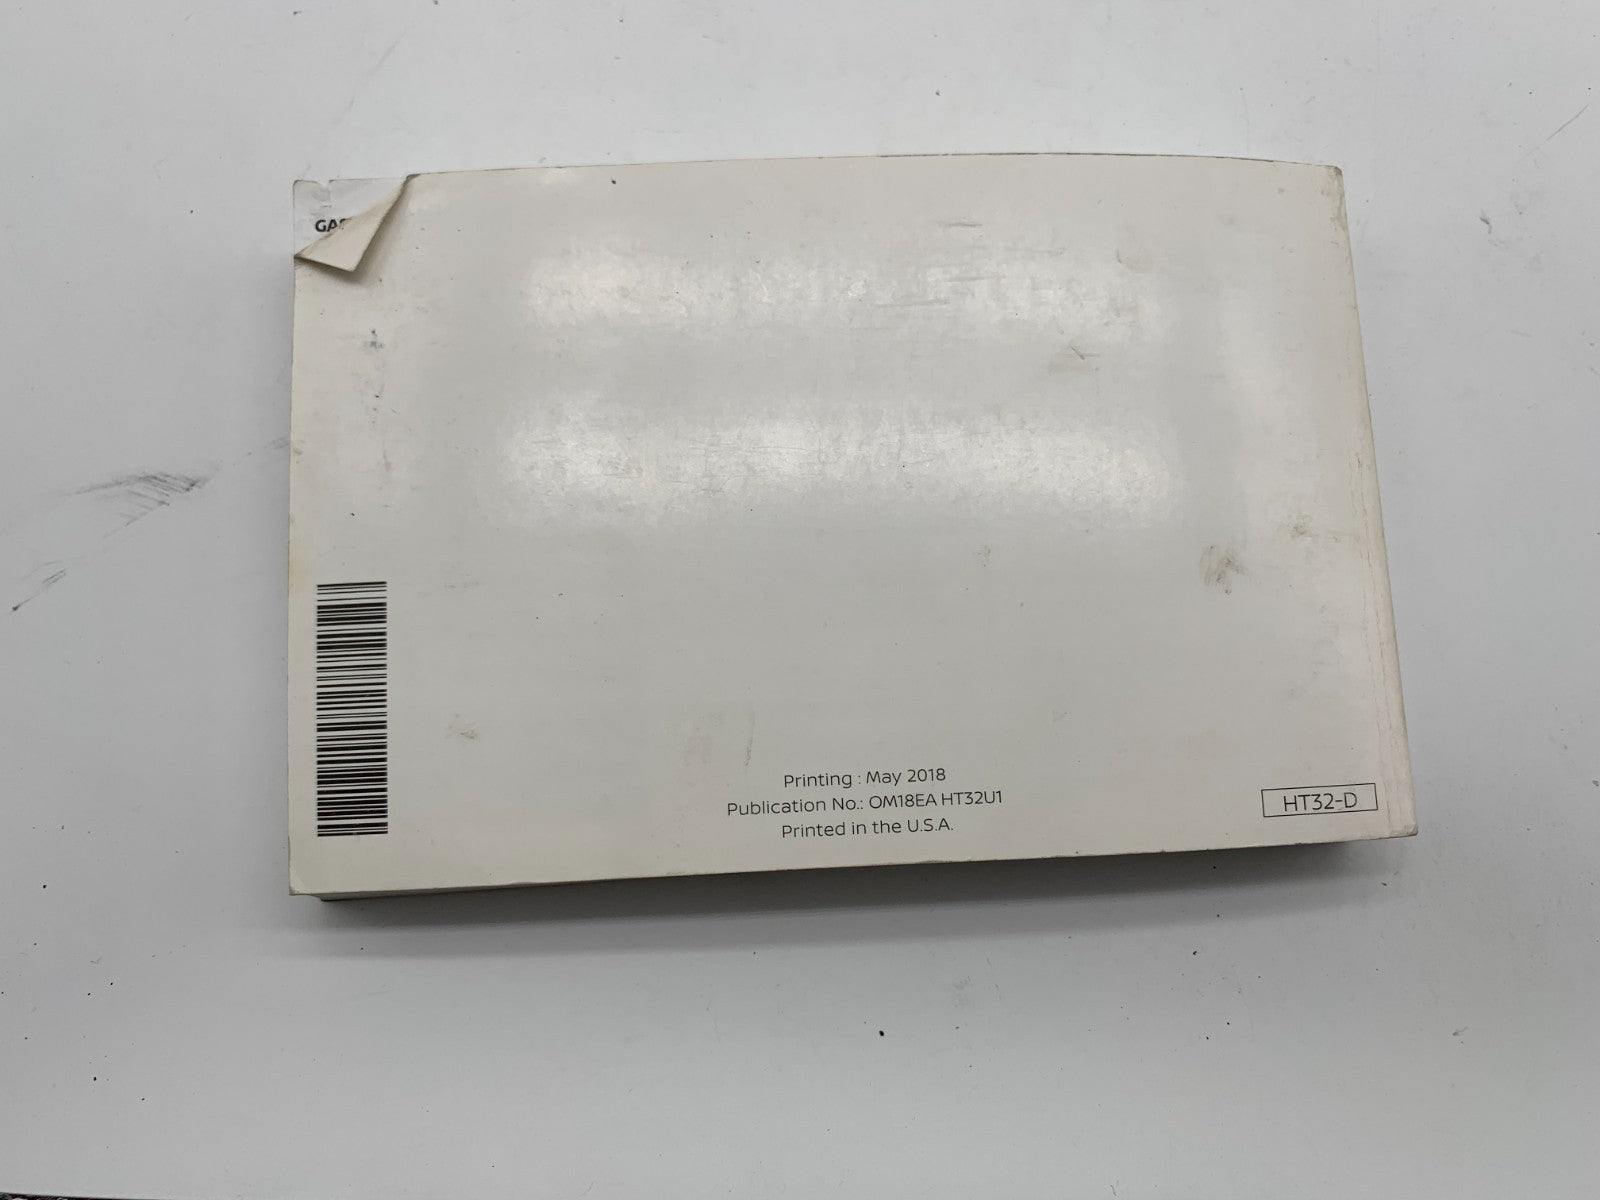 Printing : May 2018
Publication No.: OM18EA HT32U1
Printed in the U.S.A.
HT32-D